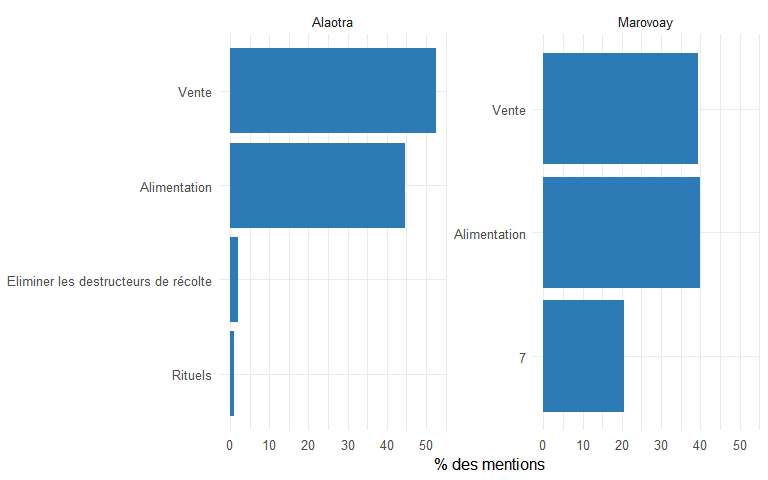 Alaotra
Marovoay
Vente
Alimentation
Eliminer les destructeurs de récolte
Rituels
Vente
Alimentation
7
0 10 20 30 40 50
0 10 20 30 40 50
% des mentions